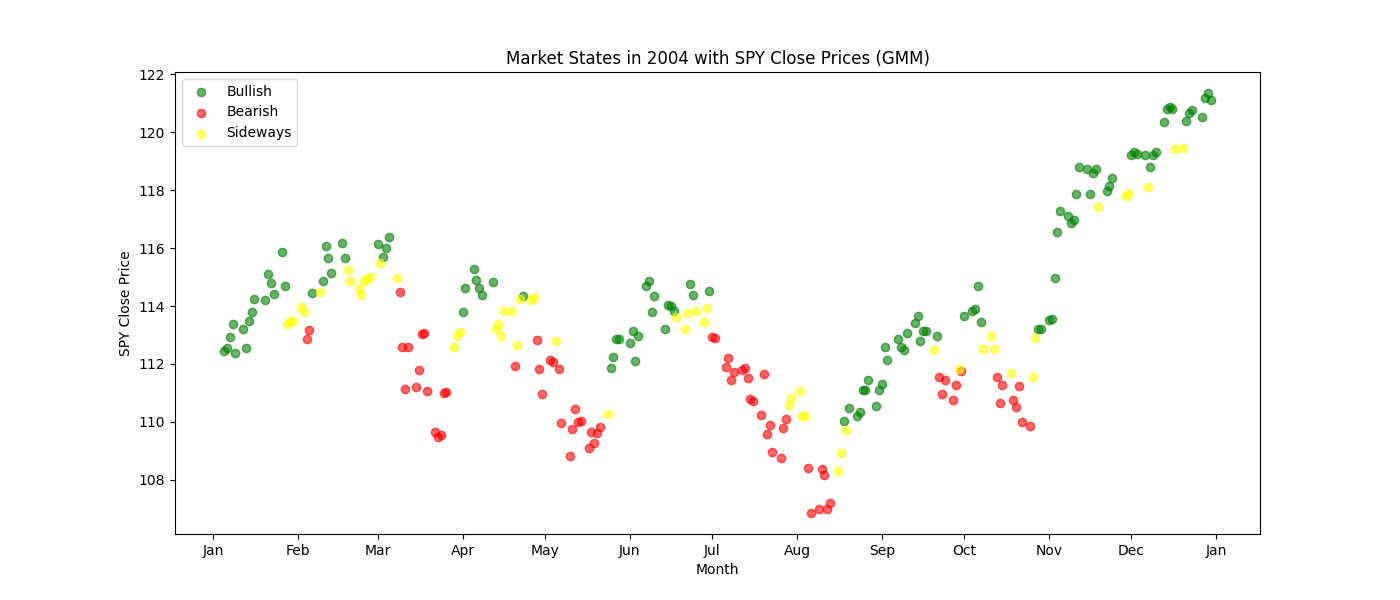 Market States in 2004 with SPY Close Prices (GMM)
Bullish
Bearish
Sideways
SPY Close Price
122
120
118
116
114
112
110
108
Jan Feb Mar Apr May Jun Jul Aug Sep Oct Nov Dec Jan
Month